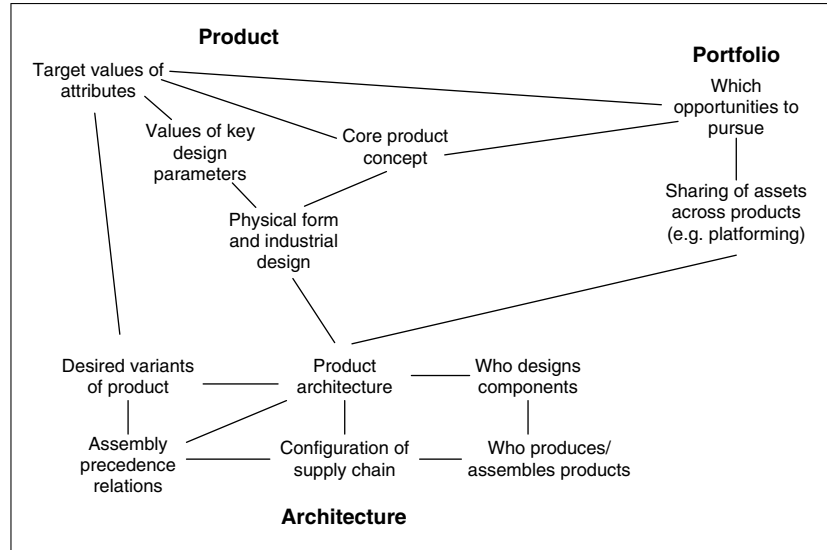 Product
Target values of
attributes
Portfolio
Which
opportunities to
pursue
Values of key
design
parameters
Core product
concept
Sharing of assets
across products
(e.g. platforming)
Physical form
and industrial
design
Desired variants
of product
Product
architecture
Who designs
components
Assembly
precedence
relations
Configuration of
supply chain
Who produces/
assembles products
Architecture